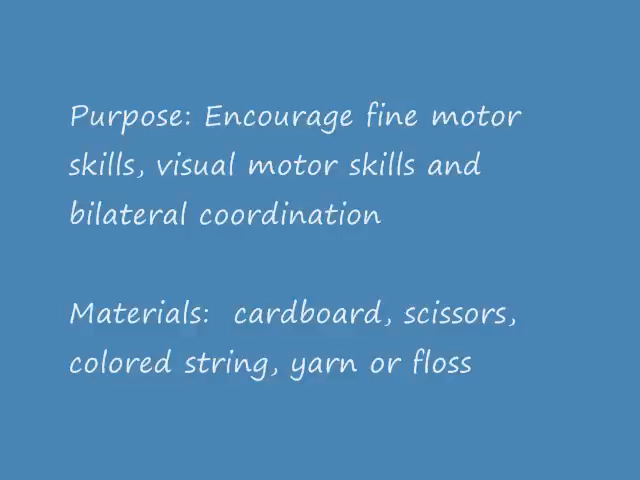 Purpose: Encourage fine motor
skills, visual motor skills and
bilateral coordination
Materials:  cardboard, scissors,
colored string, yarn or floss